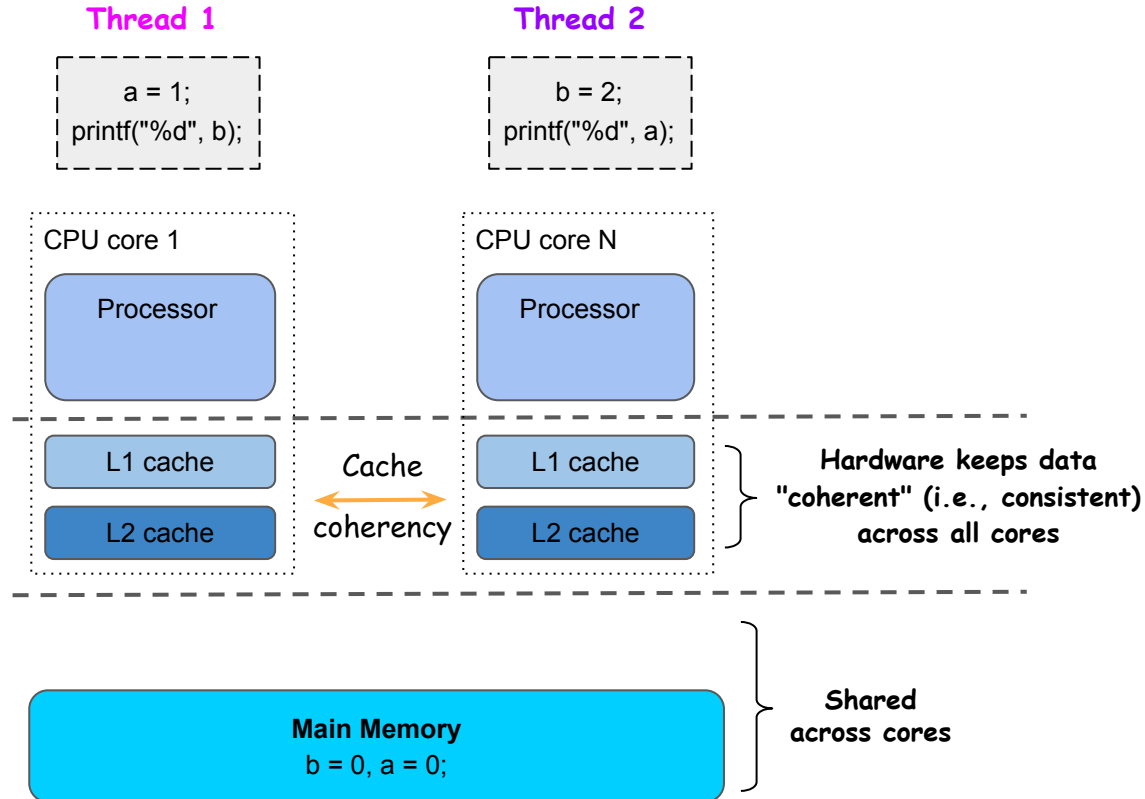 Thread 1
Thread 2
a = 1;
printf("%d", b);
b = 2;
printf("%d", a);
CPU core 1
Processor
CPU core N
Processor
L1 cache
L2 cache
Cache
coherency
L1 cache
L2 cache
Hardware keeps data
"coherent" (i.e., consistent)
across all cores
Main Memory
b = 0, a = 0;
Shared
across cores